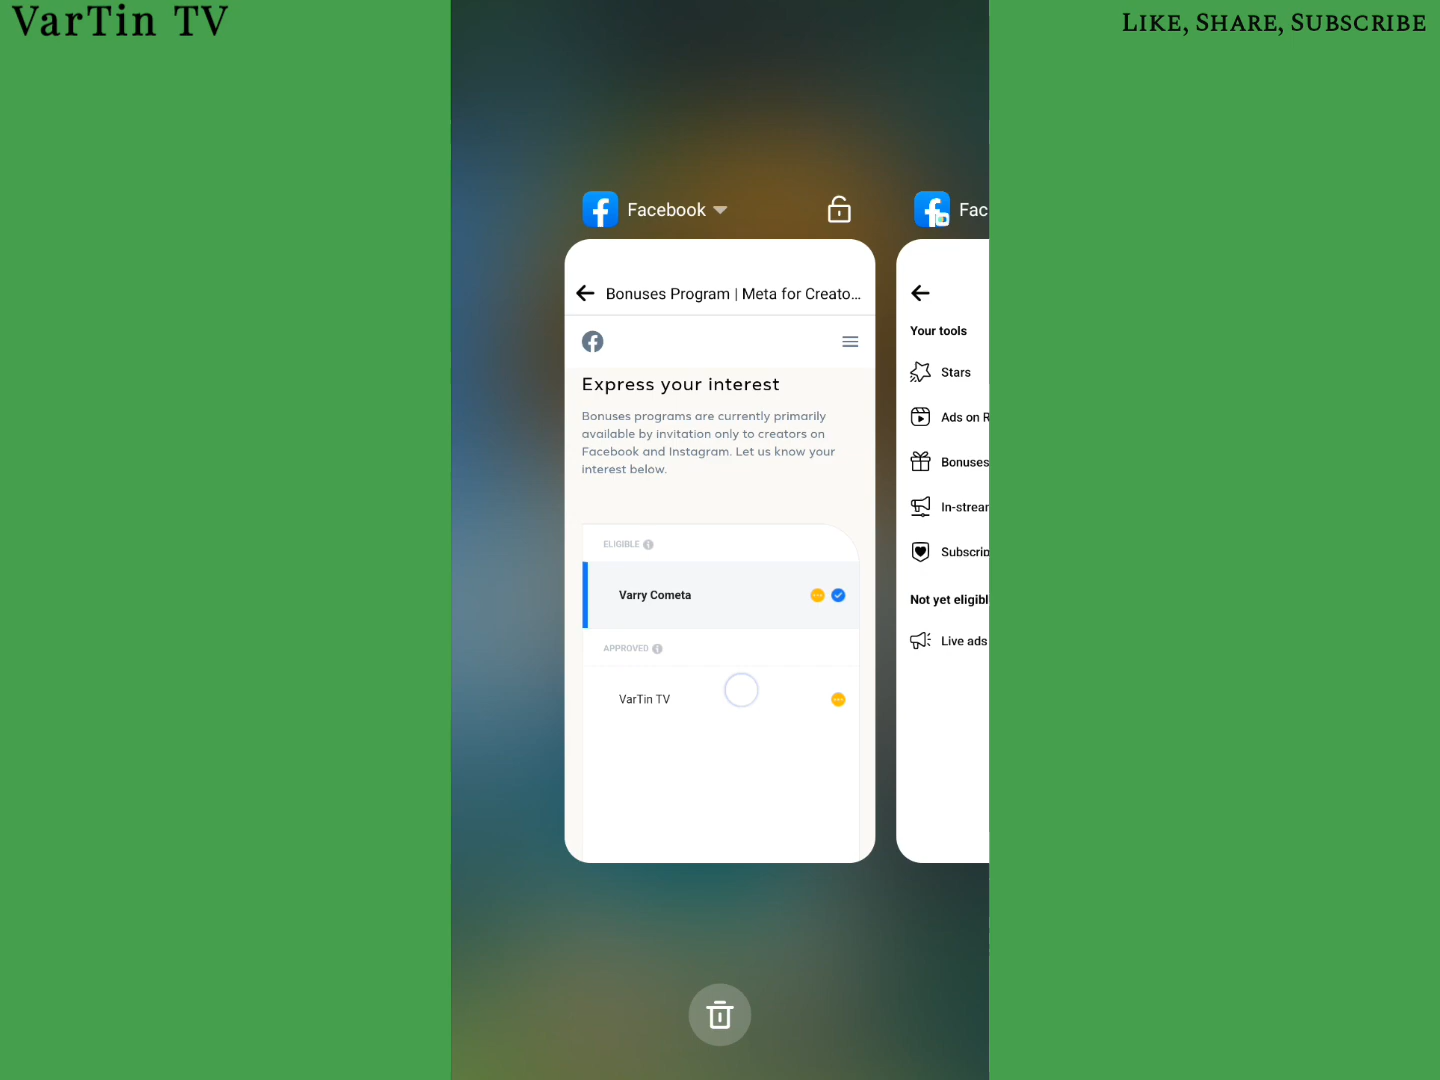 VarTin TV
Like, Share, Subscribe
Facebook
Fac
Bonuses Program | Meta for Creato...
Express your interest
Bonuses programs are currently primarily
available by invitation only to creators on
Facebook and Instagram. Let us know your
interest below.
ELIGIBLE
Varry Cometa
APPROVED
VarTin TV
Your tools
Stars
Ads on R
Bonuses
In-strear
Subscrip
Not yet eligibl
Live ads